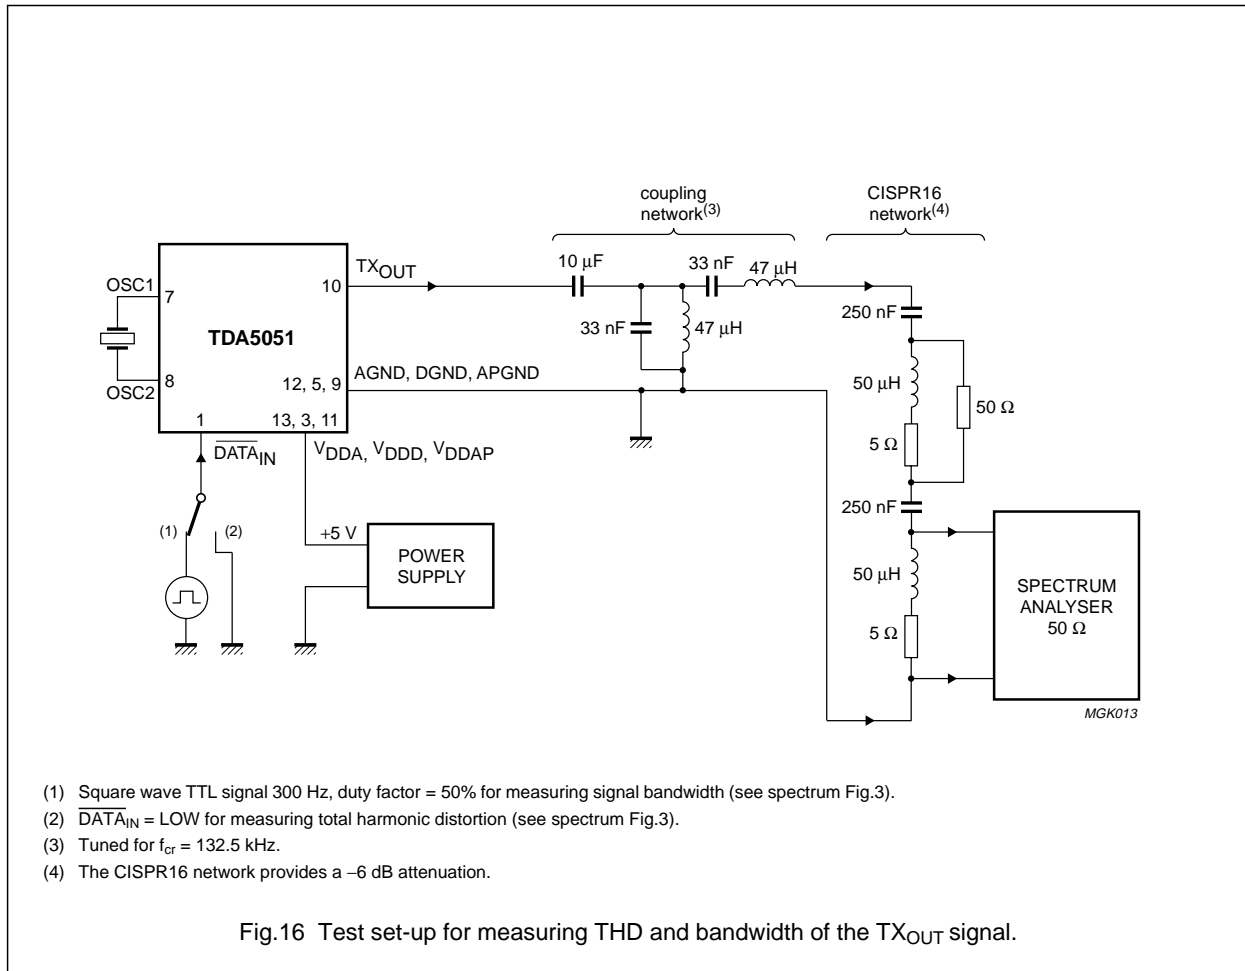 coupling
network(3)
CISPR16
network(4)
10 μF
33 nF
47 μH
TXOUT
OSC1
7
10
TDA5051
33 nF
47 μH
250 nF
50 μH
50 Ω
5 Ω
8
OSC2
12, 5, 9
AGND, DGND, APGND
1
13, 3, 11
DATAIN
VDDA, VDDD, VDDAP
250 nF
(1)
(2)
+5 V
POWER
SUPPLY
50 μH
5 Ω
SPECTRUM
ANALYSER
50 Ω
MGK013
(1) Square wave TTL signal 300 Hz, duty factor = 50% for measuring signal bandwidth (see spectrum Fig.3).
(2) DATAIN = LOW for measuring total harmonic distortion (see spectrum Fig.3).
(3) Tuned for fcr = 132.5 kHz.
(4) The CISPR16 network provides a –6 dB attenuation.
Fig.16 Test set-up for measuring THD and bandwidth of the TXOUT signal.